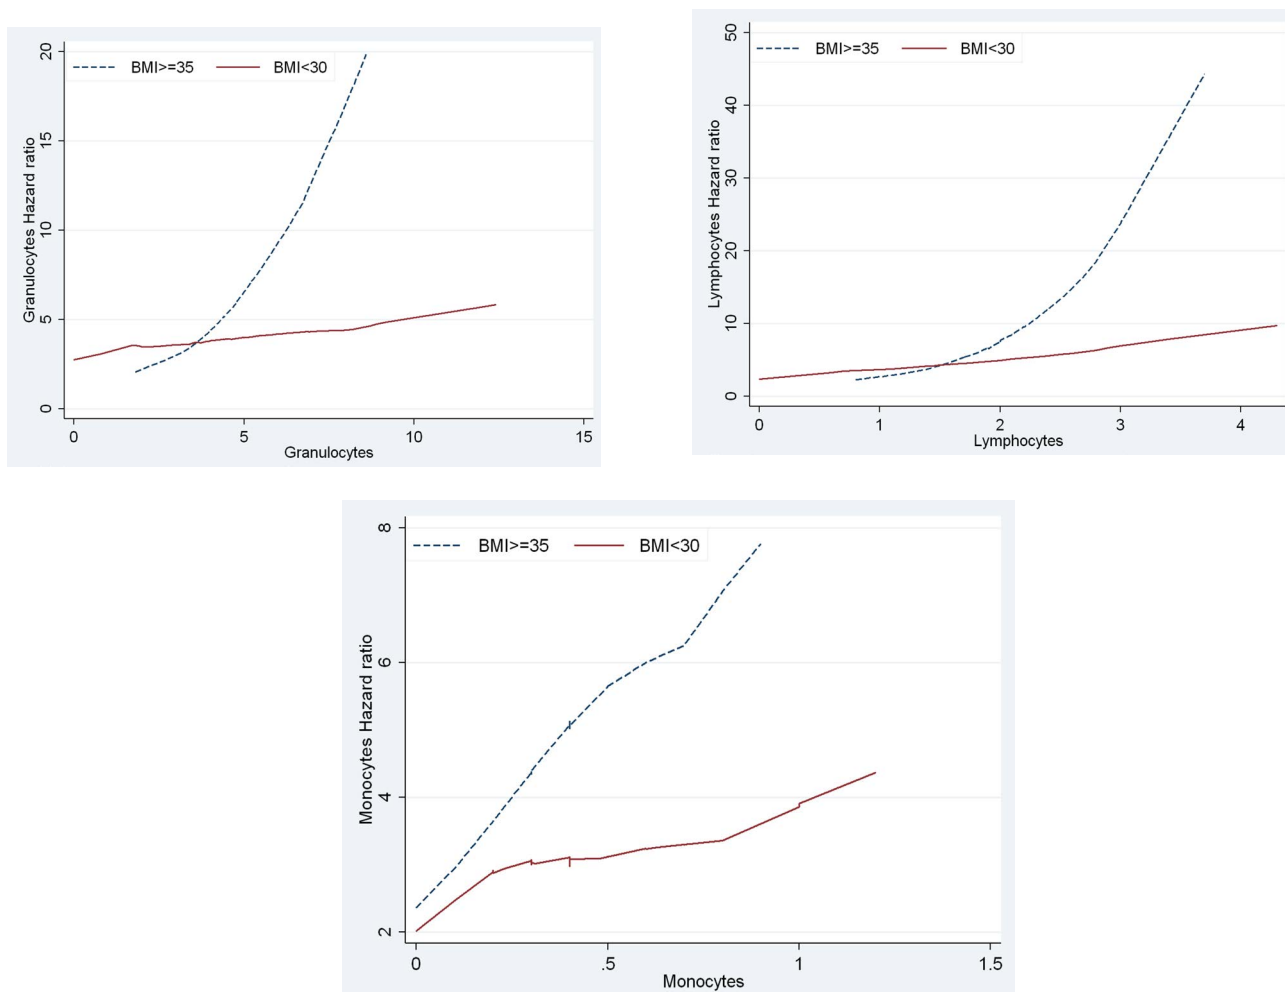 Granulocytes Hazard ratio
20
15
10
5
0
BMI>=35 BMI<30
0 5 10 15
Granulocytes
Lymphocytes Hazard ratio
50
40
30
20
10
0
BMI>=35 BMI<30
0 1 2 3 4
Lymphocytes
Monocytes Hazard ratio
8
6
4
2
BMI>=35 BMI<30
0 .5 1 1.5
Monocytes